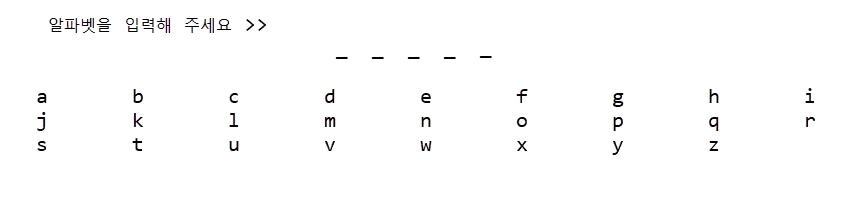 알파벳을 입력해 주세요 >>
_ _ _ _ _
a b c d e f g h i
j k l m n o p q r
s t u v w x y z